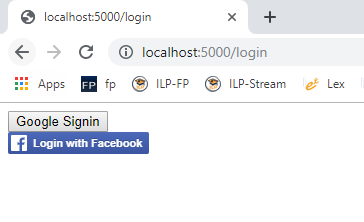 localhost:5000/login
localhost:5000/login
Apps FP fp ILP-FP ILP-Stream Lex
Google Signin
f Login with Facebook